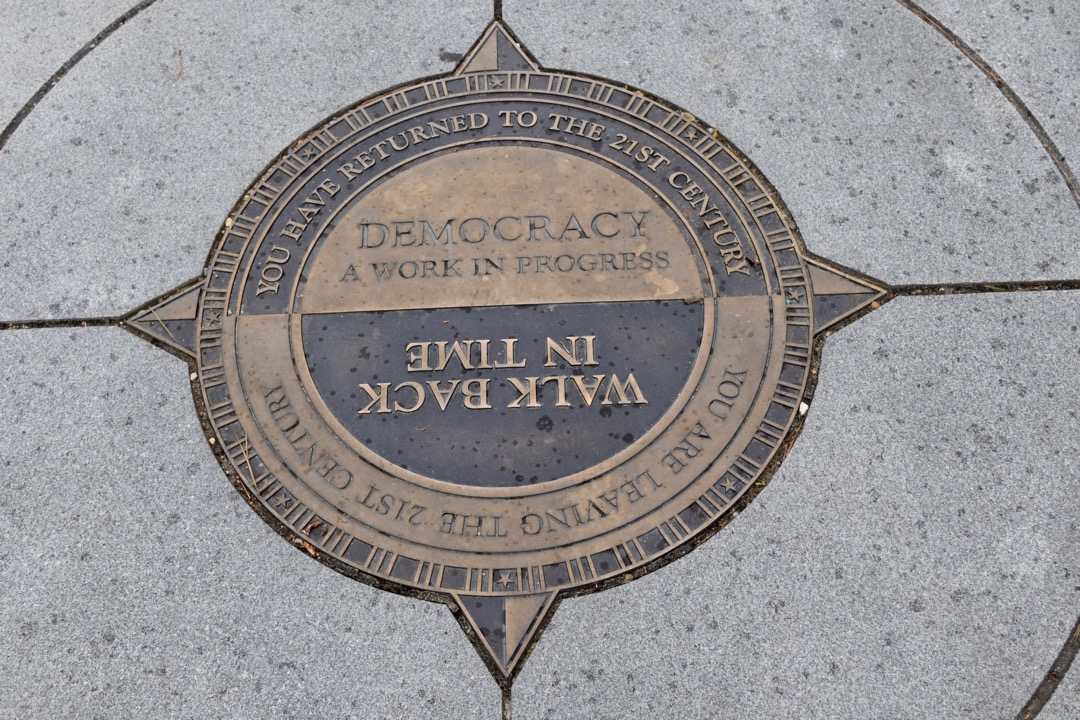 YOU HAVE RETURNED TO THE 21ST CENTURY
DEMOCRACY
A WORK IN PROGRESS
WALK BACK
IN TIME
YOU ARE LEAVING THE 21ST CENTURY